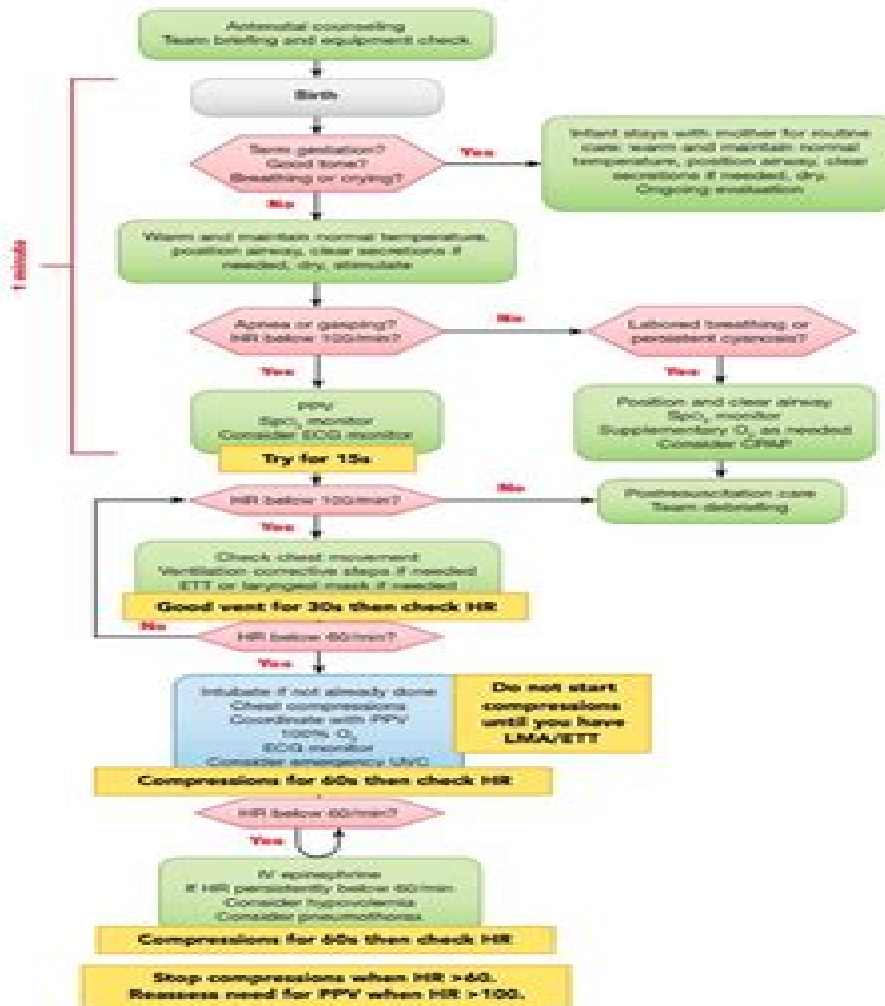 Antenatal counseling
Team briefing and equipment check
Birth
Term gestation?
Good tone?
Breathing or crying?
Yes
Infant stays with mother for routine
care: warm and maintain normal
temperature, position airway, clear
secretions if needed, dry.
Ongoing evaluation
No
1 minute
Warm and maintain normal temperature,
position airway, clear secretions if
needed, dry, stimulate
Apnea or gasping?
HR below 100/min?
No
Labored breathing or
persistent cyanosis?
Yes
Yes
PPV
Spo₂ monitor
Consider ECG monitor
Try for 15s
Position and clear airway
Spo₂ monitor
Supplementary O₂ as needed
Consider CPAP
HR below 100/min?
No
Postresuscitation care
Team debriefing
Yes
Check chest movement
Ventilation corrective steps if needed
ETT or laryngeal mask if needed
Good vent for 30s then check HR
No
HR below 60/min?
Yes
Intubate if not already done
Chest compressions
Coordinate with PPV
100% O₂
ECG monitor
Consider emergency UVC
Do not start
compressions
until you have
LMA/ETT
Compressions for 60s then check HR
HR below 60/min?
Yes
IV epinephrine
If HR persistently below 60/min
Consider hypovolemia
Consider pneumothorax
Compressions for 60s then check HR
Stop compressions when HR >60.
Reassess need for PPV when HR >100.